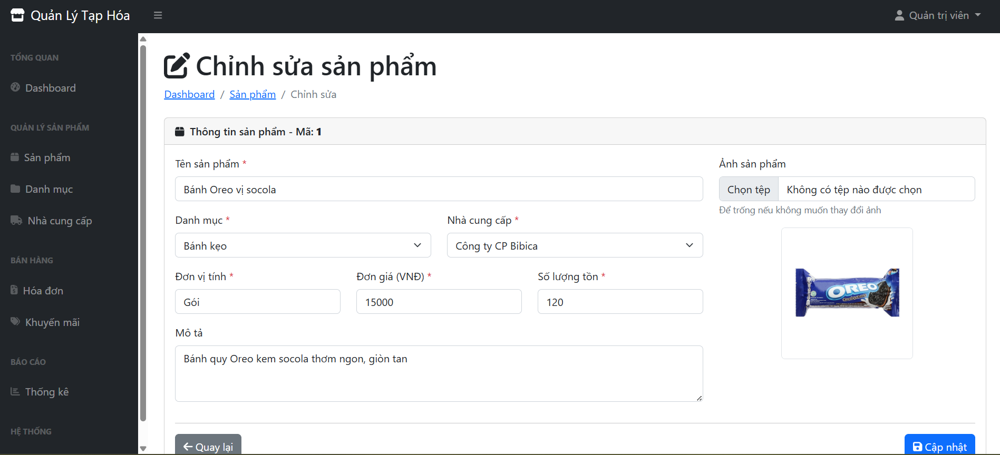 Quản Lý Tạp Hóa
Quản trị viên
TỔNG QUAN
Dashboard
QUẢN LÝ SẢN PHẨM
Sản phẩm
Danh mục
Nhà cung cấp
BÁN HÀNG
Hóa đơn
Khuyến mãi
BÁO CÁO
Thống kê
HỆ THỐNG
Chỉnh sửa sản phẩm
Dashboard / Sản phẩm / Chỉnh sửa
Thông tin sản phẩm - Mã: 1
Tên sản phẩm *
Bánh Oreo vị socola
Danh mục *
Nhà cung cấp *
Bánh kẹo
Công ty CP Bibica
Đơn vị tính *
Đơn giá (VNĐ) *
Số lượng tồn *
Gói
15000
120
Mô tả
Bánh quy Oreo kem socola thơm ngon, giòn tan
Ảnh sản phẩm
Chọn tệp Không có tệp nào được chọn
Để trống nếu không muốn thay đổi ảnh
OREO
Quay lại
Cập nhật